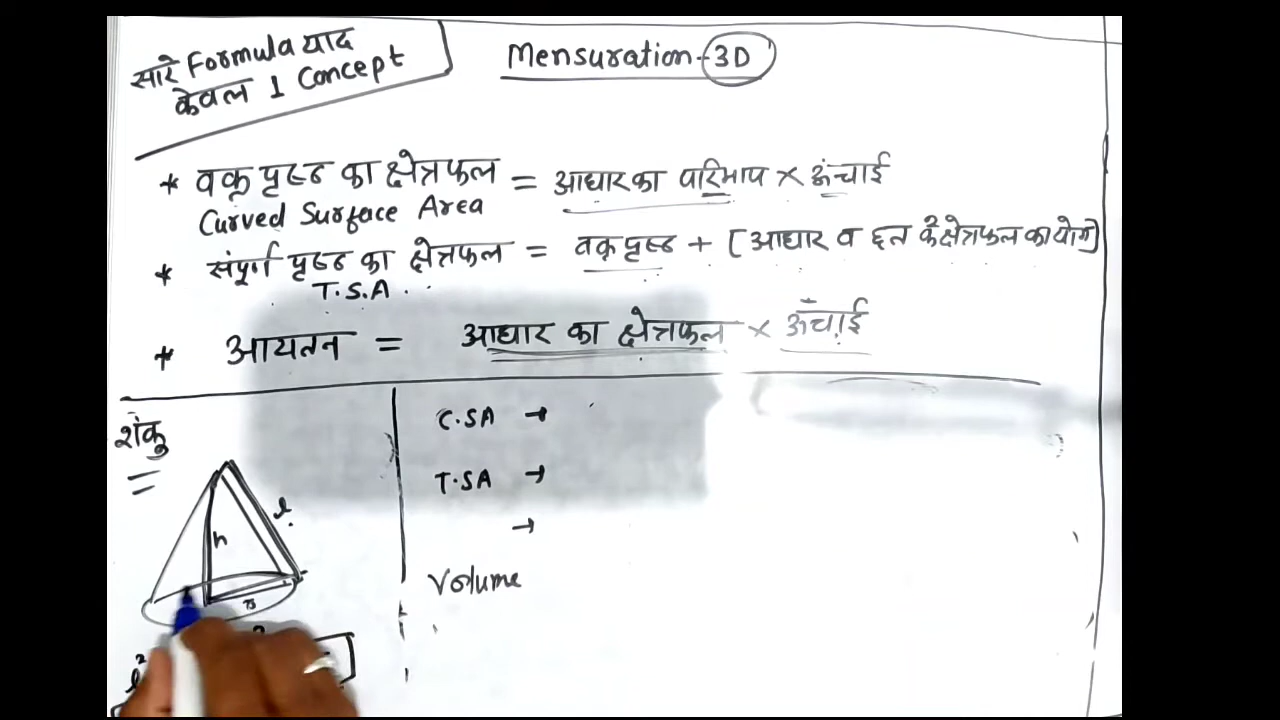 सारे Formula याद
केवल 1 Concept
Mensuration-3D
* वक्र पृष्ठ का क्षेत्रफल = आधार का परिमाप × ऊंचाई
Curved Surface Area
* संपूर्ण पृष्ठ का क्षेत्रफल = वक्र पृष्ठ + [आधार व छत के क्षेत्रफल का योग]
T.S.A
* आयतन = आधार का क्षेत्रफल × ऊँचाई
शंकु
=
C.SA →
T.SA →
→
Volume
l
h
l²